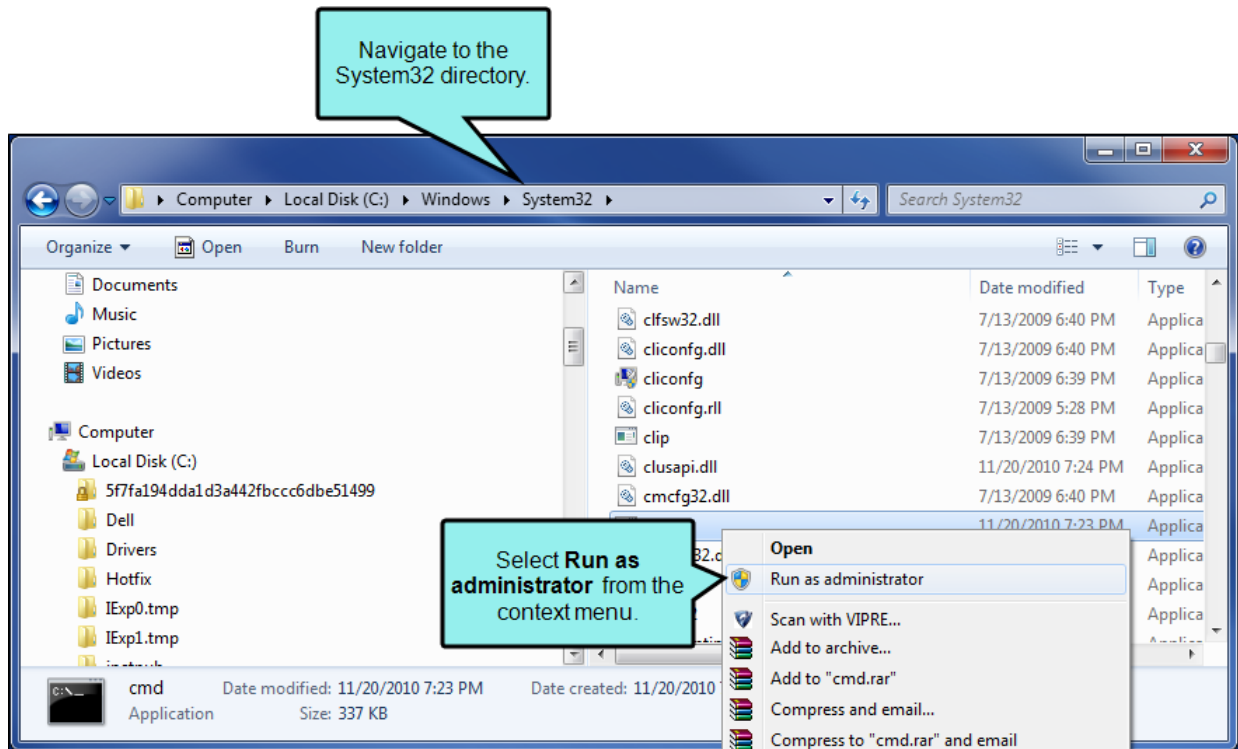 Navigate to the
System32 directory.
Computer ▸ Local Disk (C:) ▸ Windows ▸ System32 ▸
Search System32
Organize Open Burn New folder
Documents
Music
Pictures
Videos
Computer
Local Disk (C:)
5f7fa194dda1d3a442fbccc6dbe51499
Dell
Drivers
Hotfix
IExp0.tmp
IExp1.tmp
inetpub
Name Date modified Type
clfsw32.dll 7/13/2009 6:40 PM Applica
cliconfg.dll 7/13/2009 6:40 PM Applica
cliconfg 7/13/2009 6:39 PM Applica
cliconfg.rll 7/13/2009 5:28 PM Applica
clip 7/13/2009 6:39 PM Applica
clusapi.dll 11/20/2010 7:24 PM Applica
cmcfg32.dll 7/13/2009 6:40 PM Applica
11/20/2010 7:23 PM Applica
Applica
Applica
Applica
Applica
Select Run as
administrator from the
context menu.
Open
Run as administrator
Scan with VIPRE...
Add to archive...
Add to "cmd.rar"
Compress and email...
Compress to "cmd.rar" and email
cmd Date modified: 11/20/2010 7:23 PM Date created: 11/20/2010
Application Size: 337 KB
C:\_